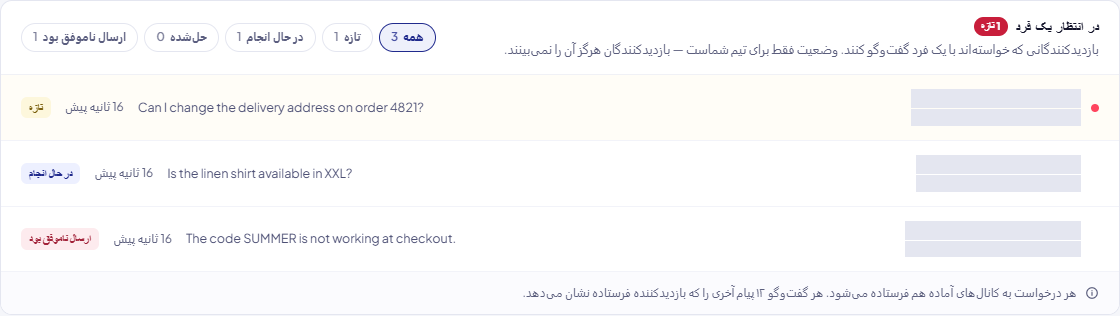 در انتظار یک فرد 1 تازه
همه 3 تازه 1 در حال انجام 1 حل‌شده 0 ارسال ناموفق بود 1
بازدیدکنندگانی که خواسته‌اند با یک فرد گفت‌وگو کنند. وضعیت فقط برای تیم شماست — بازدیدکنندگان هرگز آن را نمی‌بینند.
Can I change the delivery address on order 4821? 16 ثانیه پیش تازه
Is the linen shirt available in XXL? 16 ثانیه پیش در حال انجام
The code SUMMER is not working at checkout. 16 ثانیه پیش ارسال ناموفق بود
هر درخواست به کانال‌های آماده هم فرستاده می‌شود. هر گفت‌وگو ۱۲ پیام آخری را که بازدیدکننده فرستاده نشان می‌دهد.